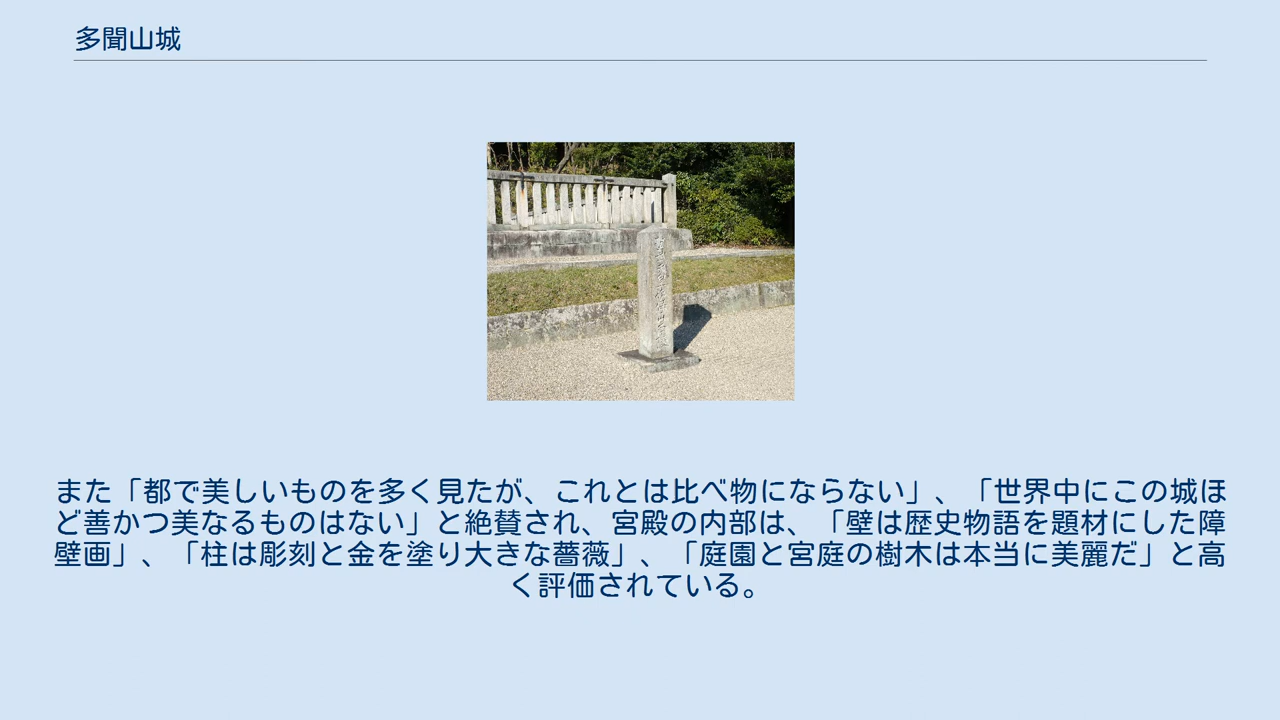 多聞山城
また「都で美しいものを多く見たが、これとは比べ物にならない」、「世界中にこの城ほ
ど善かつ美なるものはない」と絶賛され、宮殿の内部は、「壁は歴史物語を題材にした障
壁画」、「柱は彫刻と金を塗り大きな薔薇」、「庭園と宮庭の樹木は本当に美麗だ」と高
く評価されている。